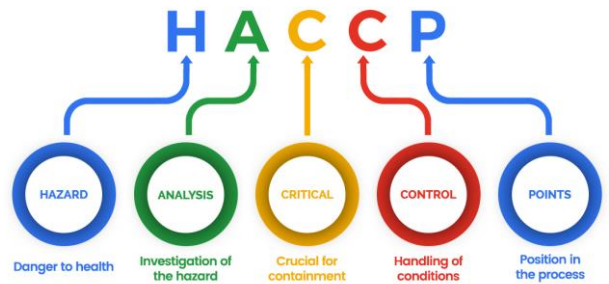 HACCP
HAZARD
ANALYSIS
CRITICAL
CONTROL
POINTS
Danger to health
Investigation of
the hazard
Crucial for
containment
Handling of
conditions
Position in
the process